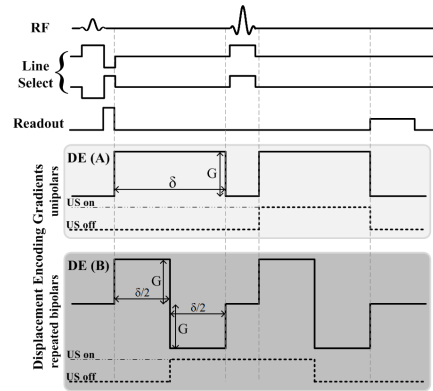 RF
Line
Select
Readout
Displacement Encoding Gradients
unipolars
repeated bipolars
DE (A)
G
δ
US on
US off
DE (B)
G
δ/2
δ/2
G
US on
US off